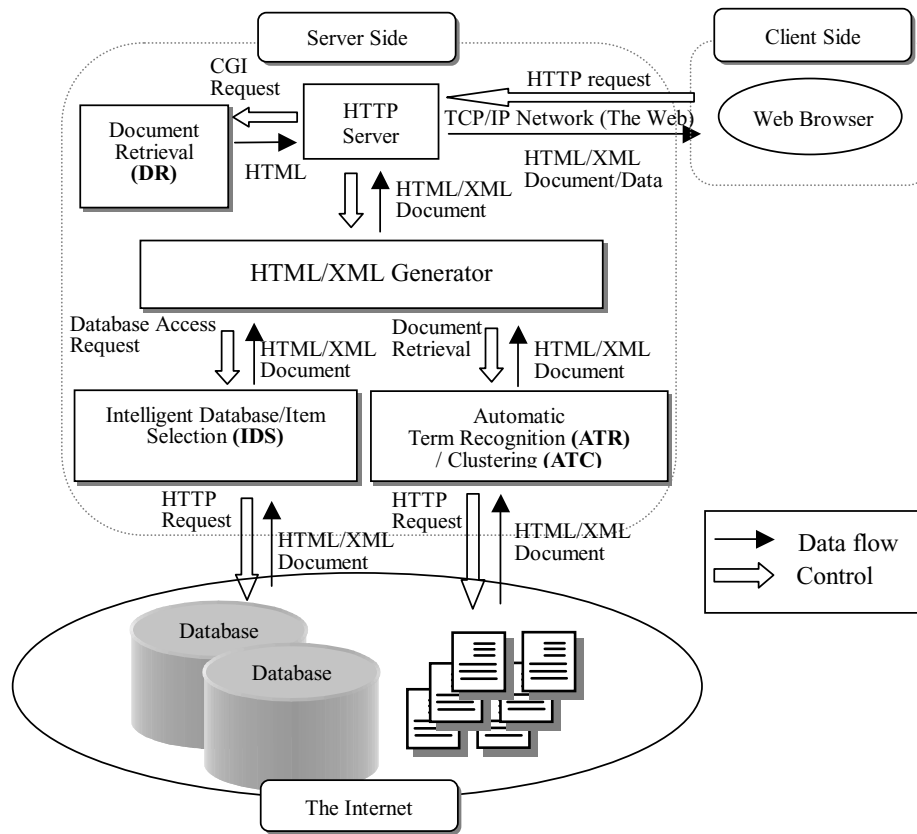 Server Side
Client Side
CGI
Request
HTTP request
HTTP
Server
TCP/IP Network (The Web)
Web Browser
Document
Retrieval
(DR)
HTML
HTML/XML
Document/Data
HTML/XML
Document
HTML/XML Generator
Database Access
Request
HTML/XML
Document
Document
Retrieval
HTML/XML
Document
Intelligent Database/Item
Selection (IDS)
Automatic
Term Recognition (ATR)
/ Clustering (ATC)
HTTP
Request
HTML/XML
Document
HTTP
Request
HTML/XML
Document
Data flow
Control
Database
Database
The Internet